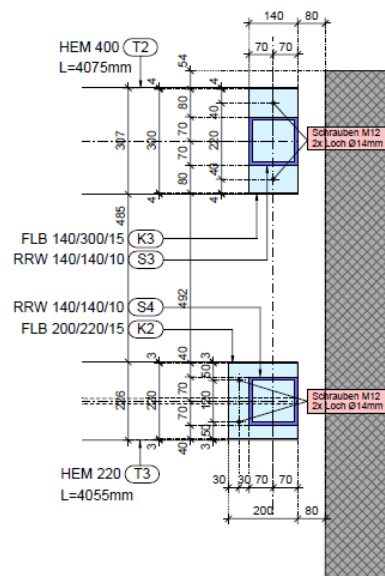 140 80
70 70
HEM 400 T2
L=4075mm
54
4 4
80 40
307 300 70 220
70
80 40
4 4
Schrauben M12
2x Loch Ø14mm
485
FLB 140/300/15 K3
RRW 140/140/10 S3
492
RRW 140/140/10 S4
FLB 200/220/15 K2
3 40 3
50
226 220 70 120
70
50
3 40 3
Schrauben M12
2x Loch Ø14mm
HEM 220 T3
L=4055mm
30 30 70 70
200 80